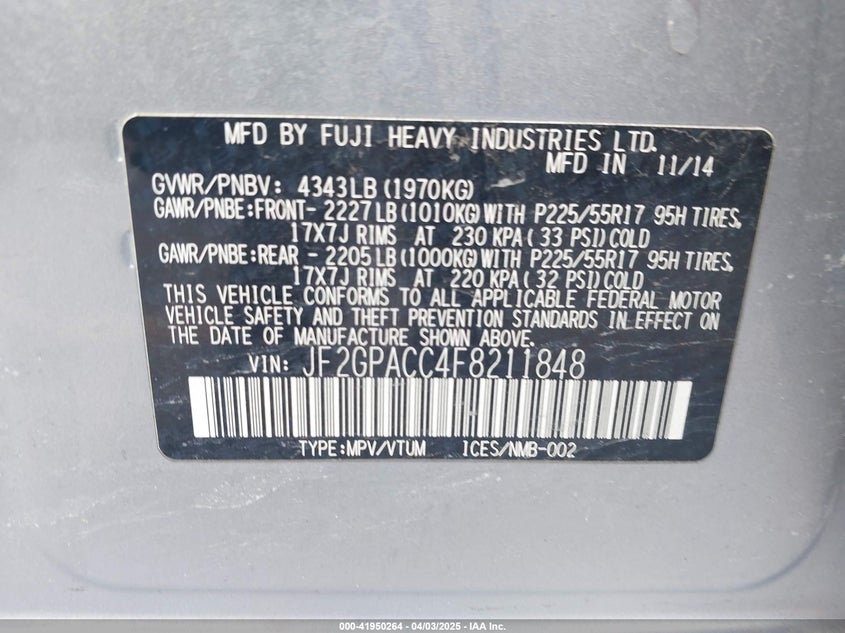 MFD BY FUJI HEAVY INDUSTRIES LTD.
MFD IN 11/14
GVWR/PNBV: 4343LB (1970KG)
GAWR/PNBE:FRONT- 2227LB (1010KG) WITH P225/55R17 95H TIRES,
17X7J RIMS AT 230 KPA ( 33 PSI) COLD
GAWR/PNBE:REAR - 2205LB (1000KG) WITH P225/55R17 95H TIRES,
17X7J RIMS AT 220 KPA ( 32 PSI) COLD
THIS VEHICLE CONFORMS TO ALL APPLICABLE FEDERAL MOTOR
VEHICLE SAFETY AND THEFT PREVENTION STANDARDS IN EFFECT ON
THE DATE OF MANUFACTURE SHOWN ABOVE.
VIN: JF2GPACC4F8211848
TYPE:MPV/VTUM ICES/NMB-002
000-41950264 - 04/03/2025 - IAA Inc.